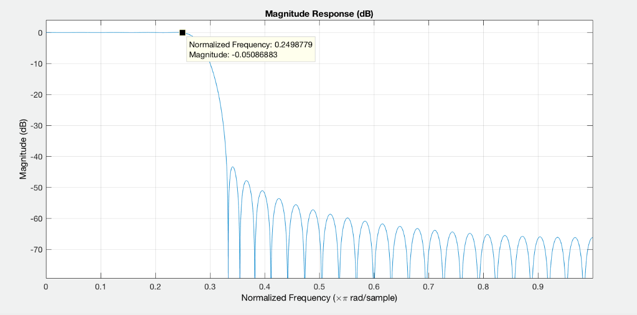 Magnitude Response (dB)
Normalized Frequency: 0.2498779
Magnitude: -0.05086883
Magnitude (dB)
0
-10
-20
-30
-40
-50
-60
-70
0 0.1 0.2 0.3 0.4 0.5 0.6 0.7 0.8 0.9
Normalized Frequency (×π rad/sample)